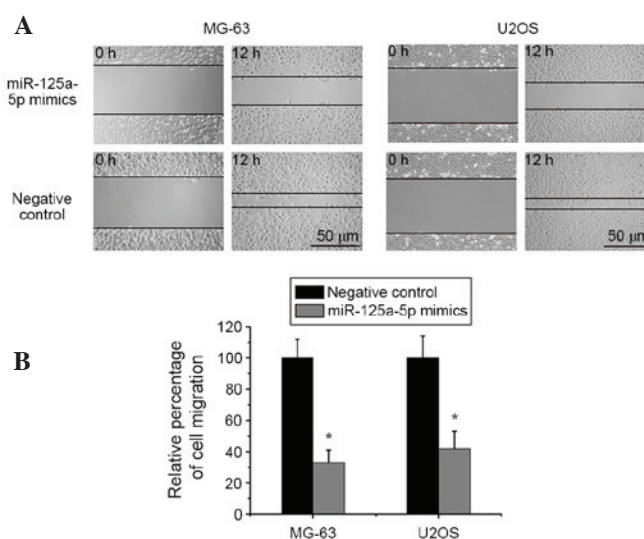 A
MG-63
U2OS
miR-125a-
5p mimics
0 h
12 h
0 h
12 h
Negative
control
0 h
12 h
50 μm
0 h
12 h
50 μm
B
Negative control
miR-125a-5p mimics
Relative percentage
of cell migration
120
100
80
60
40
20
0
*
*
MG-63
U2OS